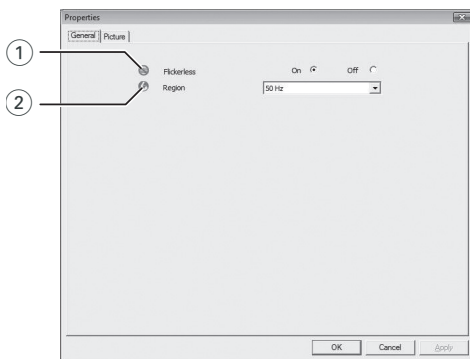 Properties
General Picture
1 Flickerless On Off
2 Region 50 Hz
OK Cancel Apply